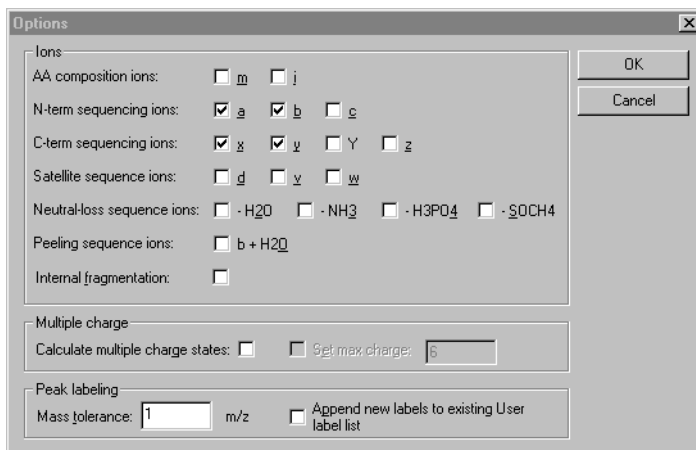 Options
Ions
AA composition ions: m i
N-term sequencing ions: a b c
C-term sequencing ions: x y Y z
Satellite sequence ions: d v w
Neutral-loss sequence ions: - H2O - NH3 - H3PO4 - SOCH4
Peeling sequence ions: b + H2O
Internal fragmentation:
OK
Cancel
Multiple charge
Calculate multiple charge states: Set max charge: 6
Peak labeling
Mass tolerance: 1 m/z Append new labels to existing User
label list